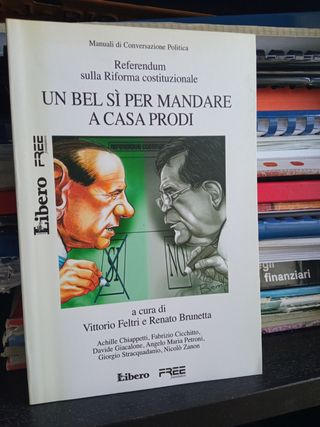 Manuali di Conversazione Politica
Referendum
sulla Riforma costituzionale
UN BEL SÌ PER MANDARE
A CASA PRODI
Libero
FREE
SÌ
NO
a cura di
Vittorio Feltri e Renato Brunetta
Achille Chiappetti, Fabrizio Cicchitto,
Davide Giacalone, Angelo Maria Petroni,
Giorgio Stracquadanio, Nicolò Zanon
Libero
FREE
finanziari